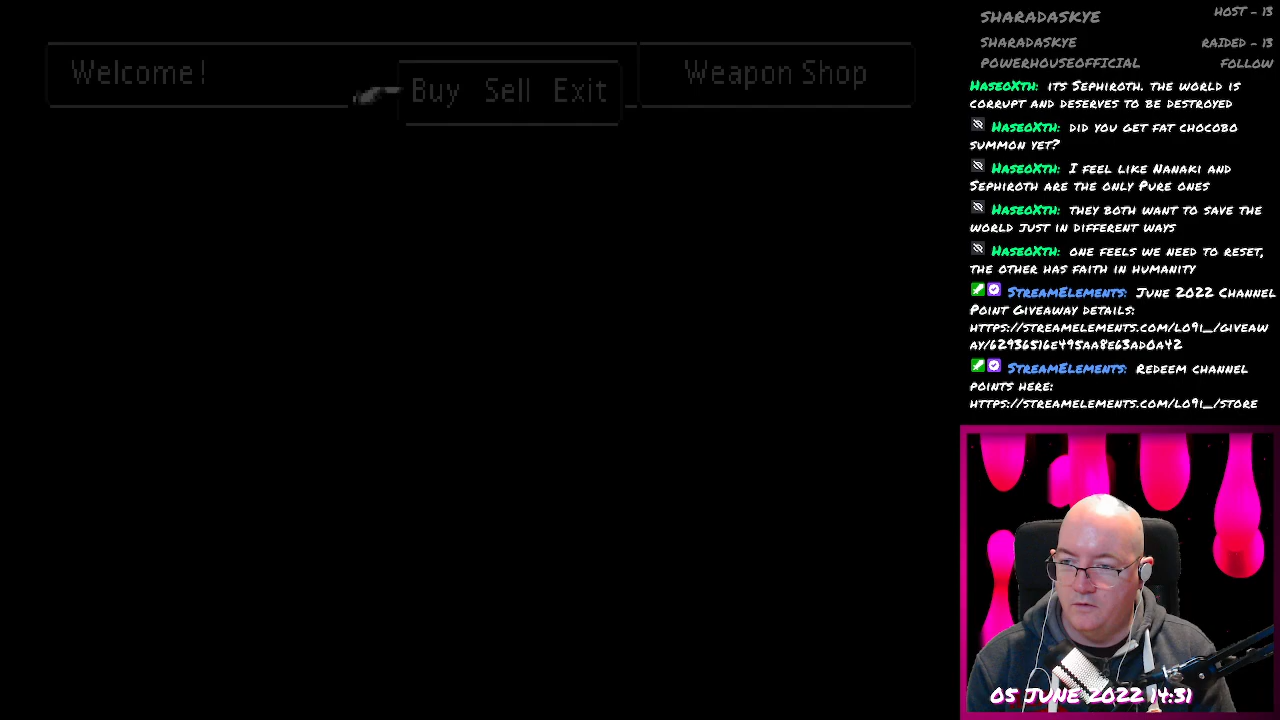 Welcome!
Buy Sell Exit
Weapon Shop
SHARADASKYE HOST - 13
SHARADASKYE RAIDED - 13
POWERHOUSEOFFICIAL FOLLOW
HaseoXth: its Sephiroth. the world is
corrupt and deserves to be destroyed
HaseoXth: did you get fat chocobo
summon yet?
HaseoXth: I feel like Nanaki and
Sephiroth are the only Pure ones
HaseoXth: they both want to save the
world just in different ways
HaseoXth: one feels we need to reset,
the other has faith in humanity
StreamElements: June 2022 Channel
Point Giveaway details:
https://streamelements.com/lo9i_/giveaw
ay/62936516e495aa8e63ad0a42
StreamElements: Redeem channel
points here:
https://streamelements.com/lo9i_/store
05 JUNE 2022 14:31